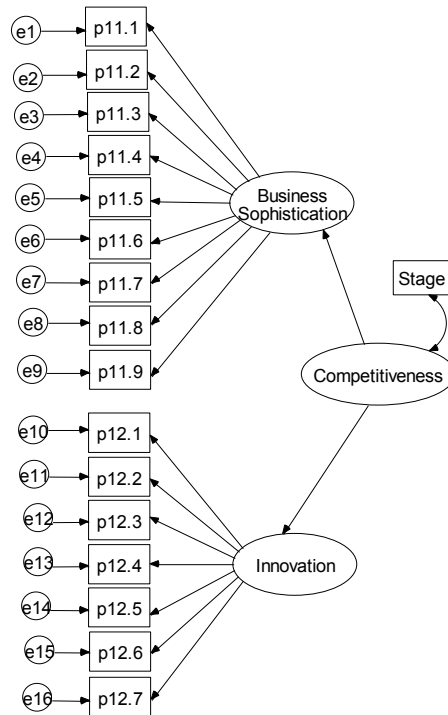 e1 p11.1
e2 p11.2
e3 p11.3
e4 p11.4
e5 p11.5
e6 p11.6
e7 p11.7
e8 p11.8
e9 p11.9
Business
Sophistication
Stage
Competitiveness
e10 p12.1
e11 p12.2
e12 p12.3
e13 p12.4
e14 p12.5
e15 p12.6
e16 p12.7
Innovation